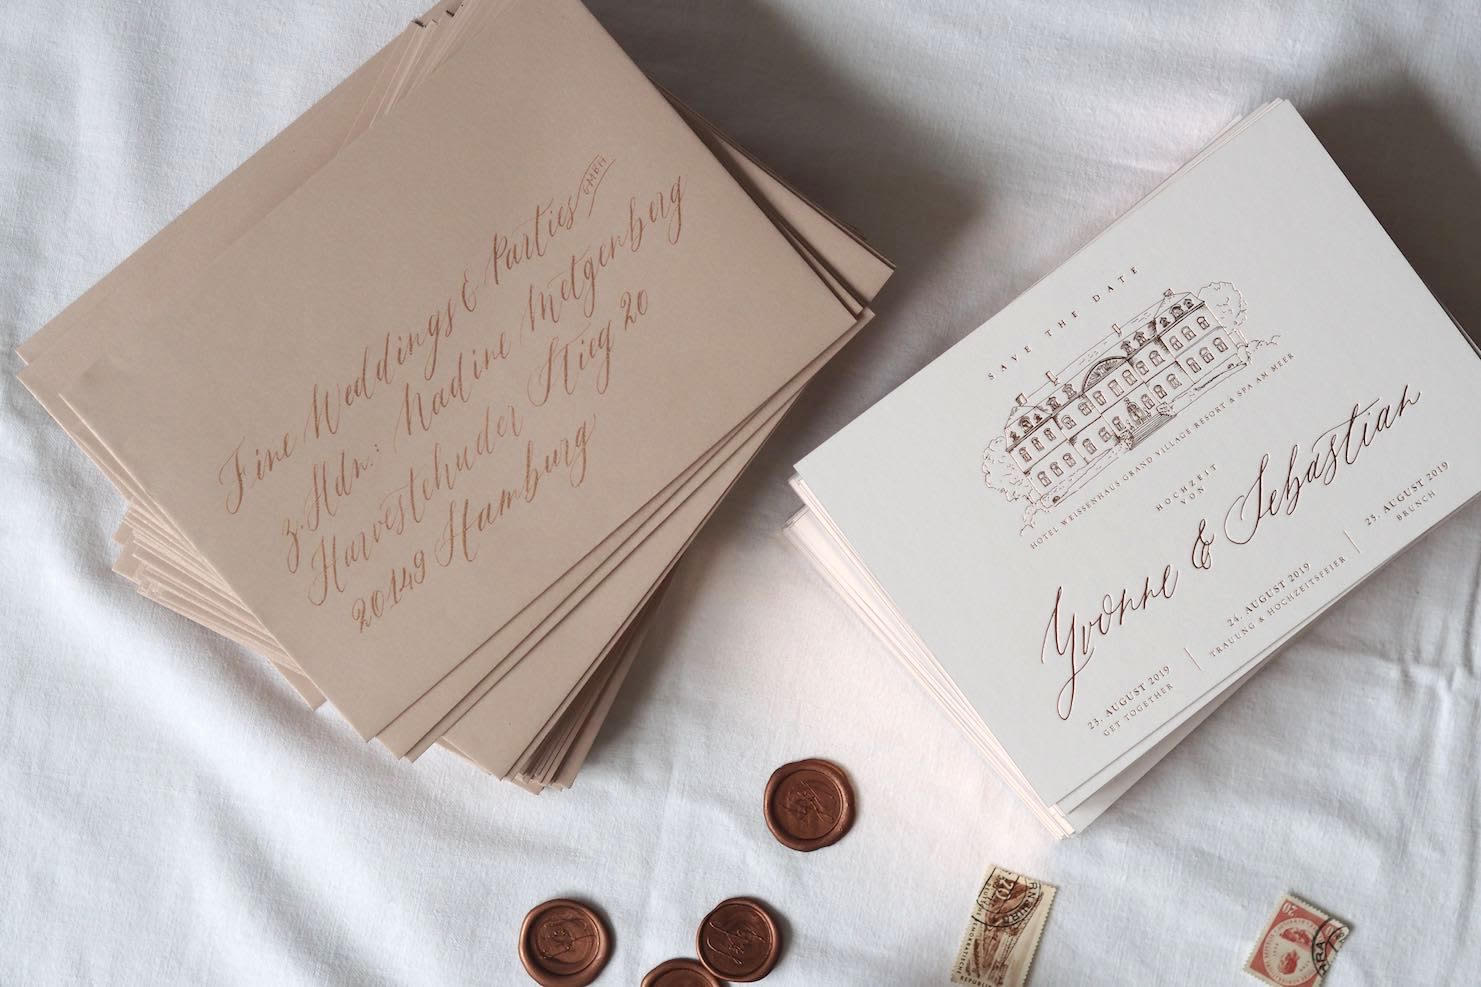 Fine Weddings & Parties GMBH
z. Hdn.: Nadine Metgenberg
Harvestehuder Stieg 20
20149 Hamburg
SAVE THE DATE
HOTEL WEISSENHAUS GRAND VILLAGE RESORT & SPA AM MEER
HOCHZEIT
VON
Yvonne & Sebastian
23. AUGUST 2019
GET TOGETHER
24. AUGUST 2019
TRAUUNG & HOCHZEITSFEIER
25. AUGUST 2019
BRUNCH
20
20